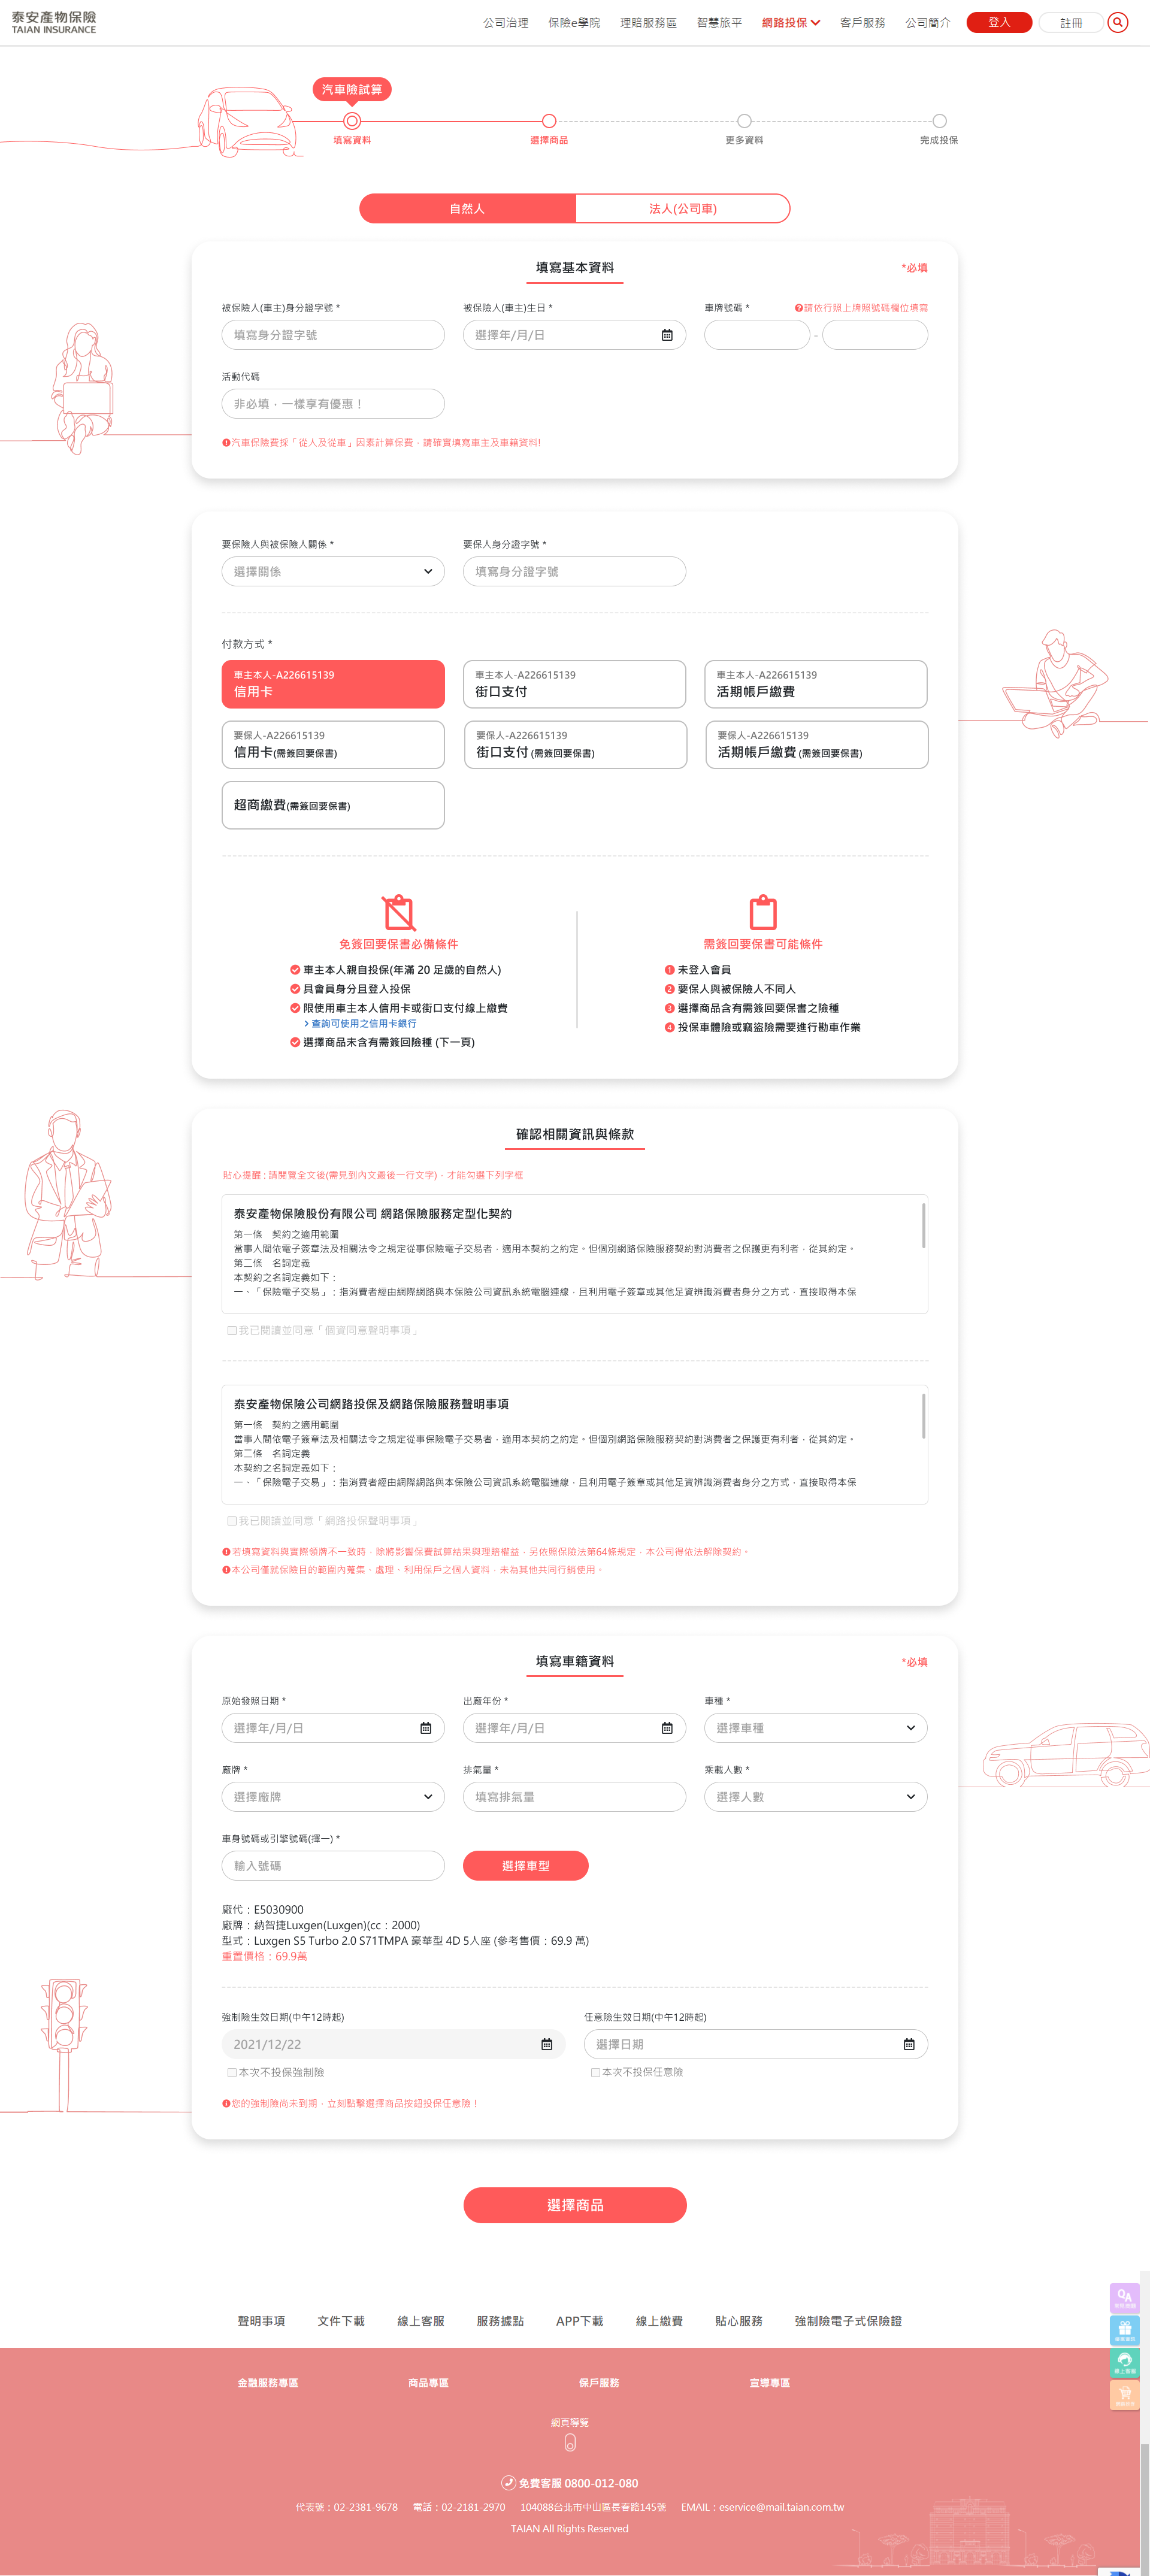 泰安產物保險
TAIAN INSURANCE
公司治理 保險e學院 理賠服務區 智慧旅平 網路投保 客戶服務 公司簡介 登入 註冊
汽車險試算
填寫資料 選擇商品 更多資料 完成投保
自然人 法人(公司車)
填寫基本資料 *必填
被保險人(車主)身分證字號 * 被保險人(車主)生日 * 車牌號碼 * 請依行照上牌照號碼欄位填寫
填寫身分證字號 選擇年/月/日 -
活動代碼
非必填，一樣享有優惠！
汽車保險費採「從人及從車」因素計算保費，請確實填寫車主及車籍資料!
要保險人與被保險人關係 * 要保人身分證字號 *
選擇關係 填寫身分證字號
付款方式 *
車主本人-A226615139 車主本人-A226615139 車主本人-A226615139
信用卡 街口支付 活期帳戶繳費
要保人-A226615139 要保人-A226615139 要保人-A226615139
信用卡(需簽回要保書) 街口支付(需簽回要保書) 活期帳戶繳費(需簽回要保書)
超商繳費(需簽回要保書)
免簽回要保書必備條件
車主本人親自投保(年滿 20 足歲的自然人)
具會員身分且登入投保
限使用車主本人信用卡或街口支付線上繳費
> 查詢可使用之信用卡銀行
選擇商品未含有需簽回險種 (下一頁)
需簽回要保書可能條件
1 未登入會員
2 要保人與被保險人不同人
3 選擇商品含有需簽回要保書之險種
4 投保車體險或竊盜險需要進行勘車作業
確認相關資訊與條款
貼心提醒 : 請閱覽全文後(需見到內文最後一行文字)，才能勾選下列字框
泰安產物保險股份有限公司 網路保險服務定型化契約
第一條 契約之適用範圍
當事人間依電子簽章法及相關法令之規定從事保險電子交易者，適用本契約之約定。但個別網路保險服務契約對消費者之保護更有利者，從其約定。
第二條 名詞定義
本契約之名詞定義如下：
一、「保險電子交易」：指消費者經由網際網路與本保險公司資訊系統電腦連線，且利用電子簽章或其他足資辨識消費者身分之方式，直接取得本保
我已閱讀並同意「個資同意聲明事項」
泰安產物保險公司網路投保及網路保險服務聲明事項
第一條 契約之適用範圍
當事人間依電子簽章法及相關法令之規定從事保險電子交易者，適用本契約之約定。但個別網路保險服務契約對消費者之保護更有利者，從其約定。
第二條 名詞定義
本契約之名詞定義如下：
一、「保險電子交易」：指消費者經由網際網路與本保險公司資訊系統電腦連線，且利用電子簽章或其他足資辨識消費者身分之方式，直接取得本保
我已閱讀並同意「網路投保聲明事項」
若填寫資料與實際領牌不一致時，除將影響保費試算結果與理賠權益，另依照保險法第64條規定，本公司得依法解除契約。
本公司僅就保險目的範圍內蒐集、處理、利用保戶之個人資料，未為其他共同行銷使用。
填寫車籍資料 *必填
原始發照日期 * 出廠年份 * 車種 *
選擇年/月/日 選擇年/月/日 選擇車種
廠牌 * 排氣量 * 乘載人數 *
選擇廠牌 填寫排氣量 選擇人數
車身號碼或引擎號碼(擇一) *
輸入號碼 選擇車型
廠代：E5030900
廠牌：納智捷Luxgen(Luxgen)(cc：2000)
型式：Luxgen S5 Turbo 2.0 S71TMPA 豪華型 4D 5人座 (參考售價：69.9 萬)
重置價格：69.9萬
強制險生效日期(中午12時起) 任意險生效日期(中午12時起)
2021/12/22 選擇日期
本次不投保強制險 本次不投保任意險
您的強制險尚未到期，立刻點擊選擇商品按鈕投保任意險！
選擇商品
聲明事項 文件下載 線上客服 服務據點 APP下載 線上繳費 貼心服務 強制險電子式保險證
QA
金融服務專區 商品專區 保戶服務 宣導專區
網頁導覽
免費客服 0800-012-080
代表號：02-2381-9678 電話：02-2181-2970 104088台北市中山區長春路145號 EMAIL：eservice@mail.taian.com.tw
TAIAN All Rights Reserved